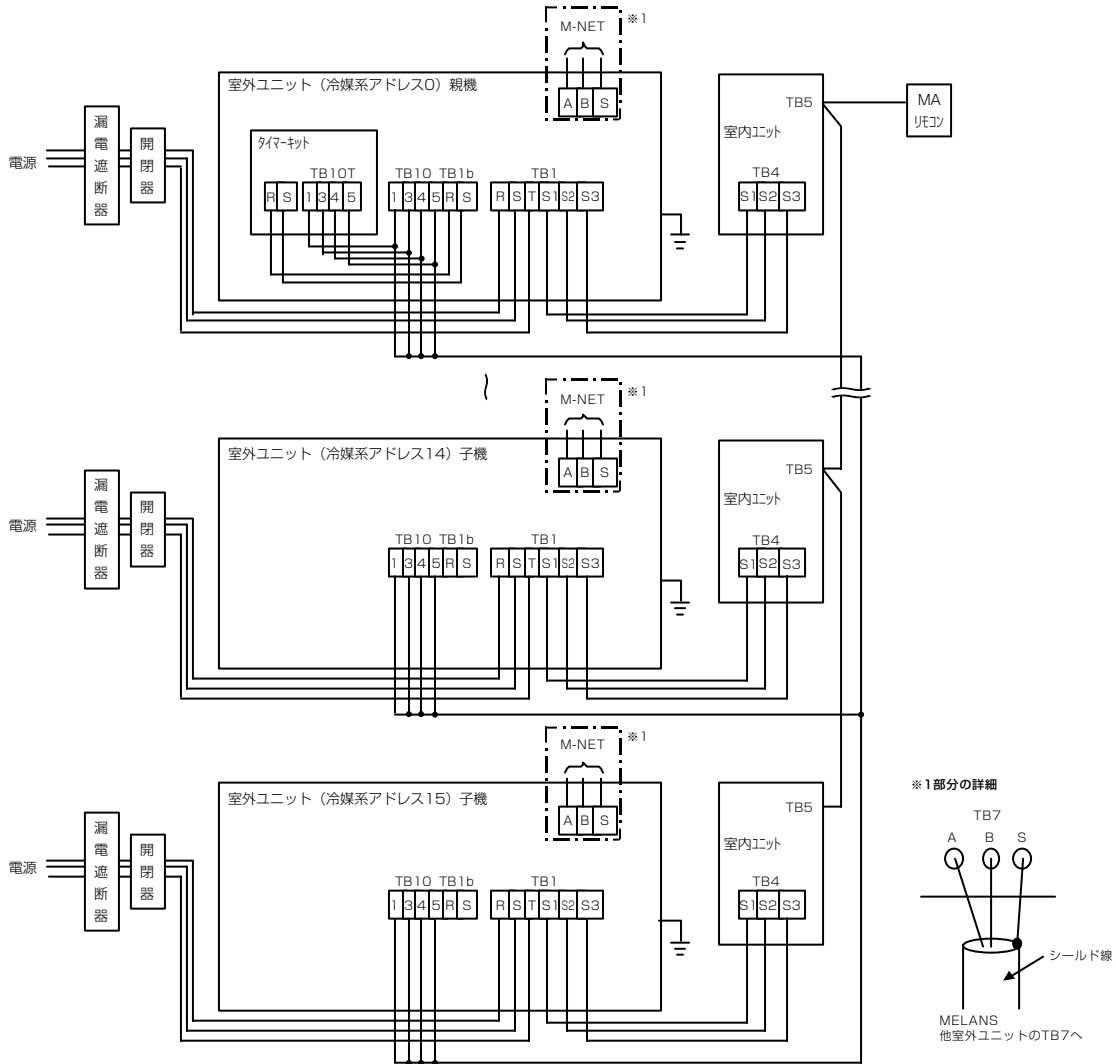 M-NET
※1
A B S
室外ユニット（冷媒系アドレス0）親機
漏電遮断器
開閉器
電源
タイマーキット
TB10T
R S 1 3 4 5
TB10 TB1b
1 3 4 5 R S
TB1
R S T S1 S2 S3
TB5
室内ユニット
TB4
S1 S2 S3
MA
リモコン
M-NET
※1
A B S
室外ユニット（冷媒系アドレス14）子機
漏電遮断器
開閉器
電源
TB10 TB1b
1 3 4 5 R S
TB1
R S T S1 S2 S3
TB5
室内ユニット
TB4
S1 S2 S3
M-NET
※1
A B S
室外ユニット（冷媒系アドレス15）子機
漏電遮断器
開閉器
電源
TB10 TB1b
1 3 4 5 R S
TB1
R S T S1 S2 S3
TB5
室内ユニット
TB4
S1 S2 S3
※1部分の詳細
TB7
A B S
シールド線
MELANS
他室外ユニットのTB7へ